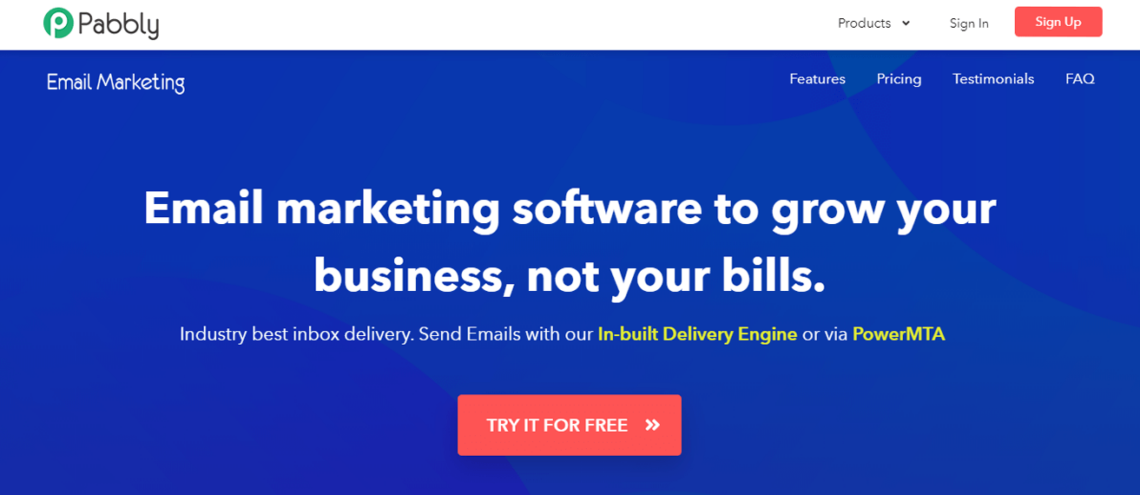 Pabbly
Products
Sign In
Sign Up
Email Marketing
Features
Pricing
Testimonials
FAQ
Email marketing software to grow your
business, not your bills.
Industry best inbox delivery. Send Emails with our In-built Delivery Engine or via PowerMTA
TRY IT FOR FREE